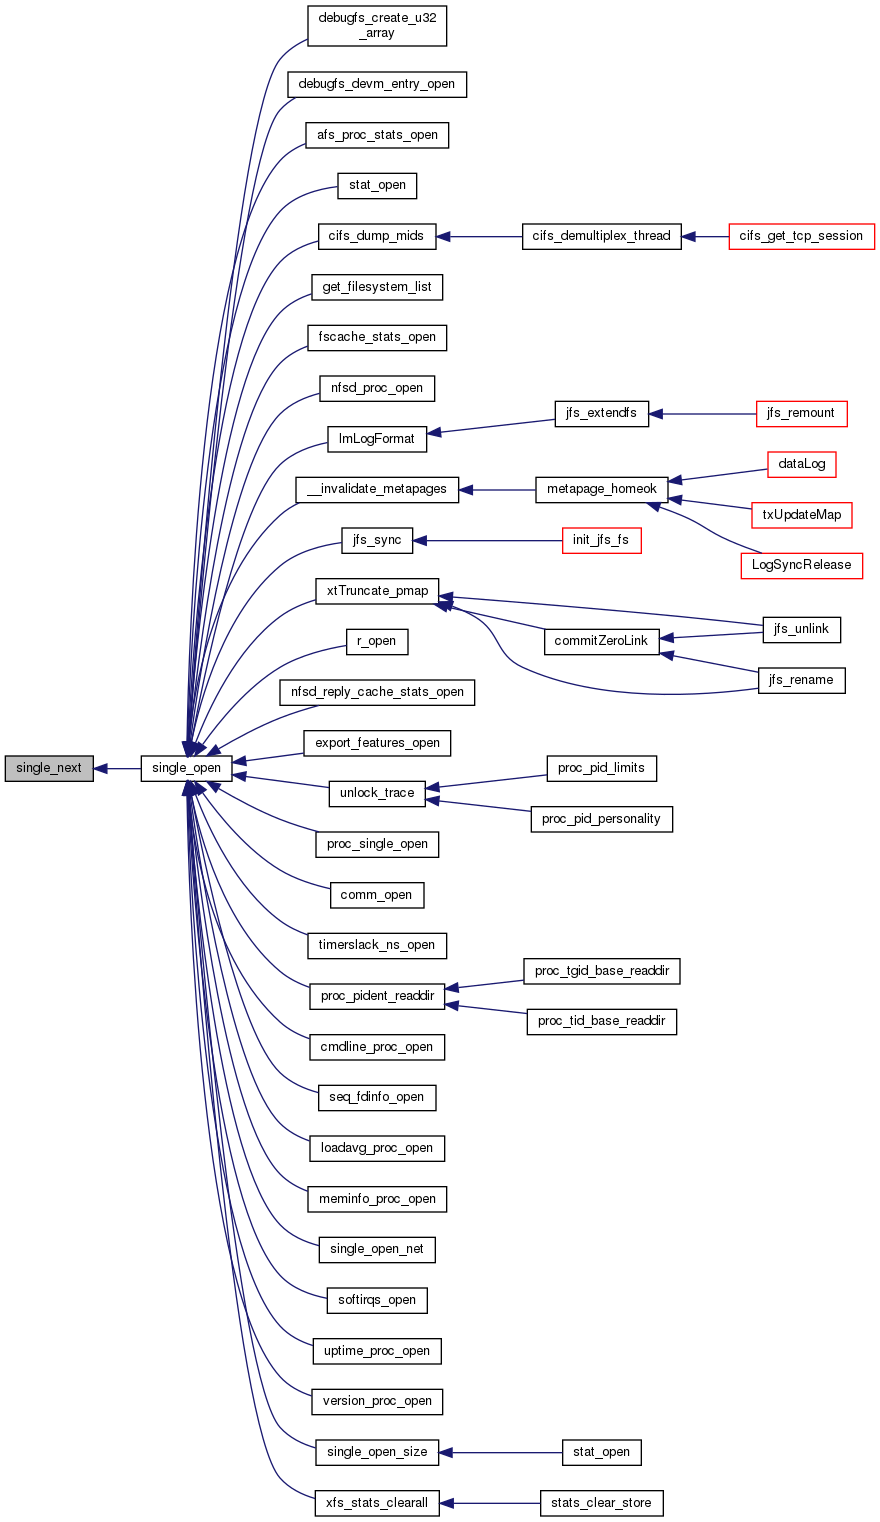 debugfs_create_u32
_array
debugfs_devm_entry_open
afs_proc_stats_open
stat_open
cifs_dump_mids
cifs_demultiplex_thread
cifs_get_tcp_session
get_filesystem_list
fscache_stats_open
nfsd_proc_open
lmLogFormat
jfs_extendfs
jfs_remount
__invalidate_metapages
metapage_homeok
dataLog
txUpdateMap
LogSyncRelease
jfs_sync
init_jfs_fs
xtTruncate_pmap
commitZeroLink
jfs_unlink
jfs_rename
r_open
nfsd_reply_cache_stats_open
export_features_open
single_next
single_open
unlock_trace
proc_pid_limits
proc_pid_personality
proc_single_open
comm_open
timerslack_ns_open
proc_pident_readdir
proc_tgid_base_readdir
proc_tid_base_readdir
cmdline_proc_open
seq_fdinfo_open
loadavg_proc_open
meminfo_proc_open
single_open_net
softirqs_open
uptime_proc_open
version_proc_open
single_open_size
stat_open
xfs_stats_clearall
stats_clear_store